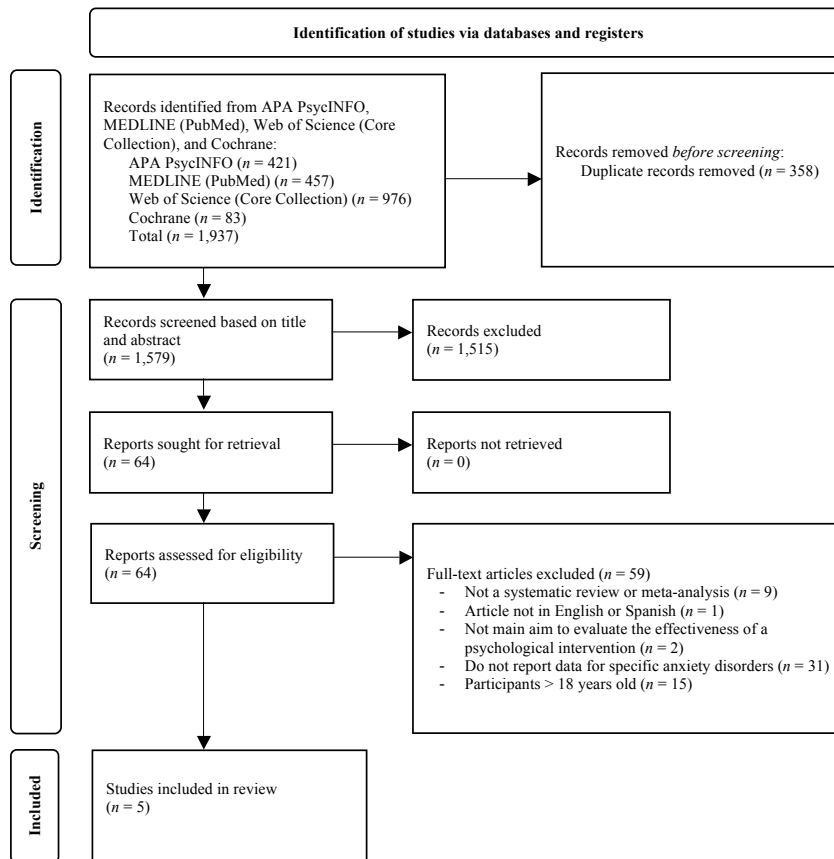 Identification of studies via databases and registers
Identification
Records identified from APA PsycINFO,
MEDLINE (PubMed), Web of Science (Core
Collection), and Cochrane:
APA PsycINFO (n = 421)
MEDLINE (PubMed) (n = 457)
Web of Science (Core Collection) (n = 976)
Cochrane (n = 83)
Total (n = 1,937)
Records removed before screening:
Duplicate records removed (n = 358)
Screening
Records screened based on title
and abstract
(n = 1,579)
Records excluded
(n = 1,515)
Reports sought for retrieval
(n = 64)
Reports not retrieved
(n = 0)
Reports assessed for eligibility
(n = 64)
Full-text articles excluded (n = 59)
- Not a systematic review or meta-analysis (n = 9)
- Article not in English or Spanish (n = 1)
- Not main aim to evaluate the effectiveness of a
psychological intervention (n = 2)
- Do not report data for specific anxiety disorders (n = 31)
- Participants > 18 years old (n = 15)
Included
Studies included in review
(n = 5)